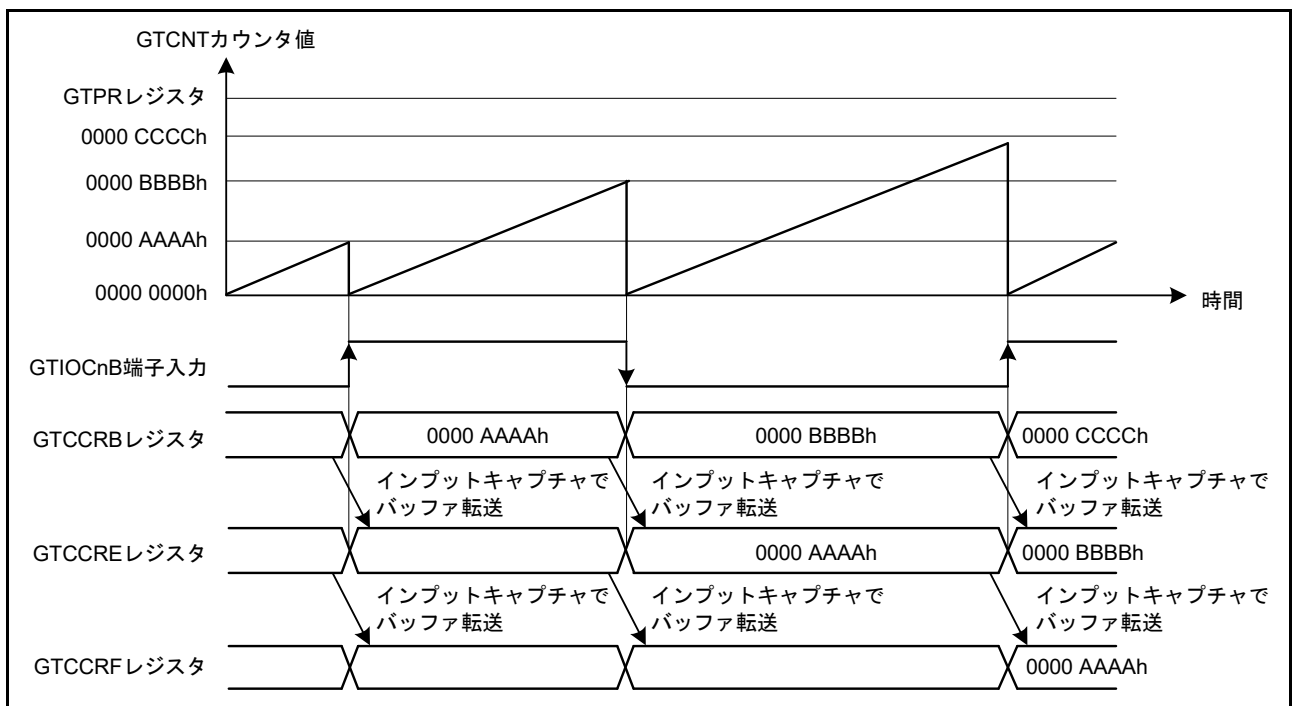 GTCNTカウンタ値
GTPRレジスタ
0000 CCCCh
0000 BBBBh
0000 AAAAh
0000 0000h
時間
GTIOCnB端子入力
GTCCRBレジスタ
0000 AAAAh
0000 BBBBh
0000 CCCCh
インプットキャプチャで
バッファ転送
インプットキャプチャで
バッファ転送
インプットキャプチャで
バッファ転送
GTCCREレジスタ
0000 AAAAh
0000 BBBBh
インプットキャプチャで
バッファ転送
インプットキャプチャで
バッファ転送
インプットキャプチャで
バッファ転送
GTCCRFレジスタ
0000 AAAAh